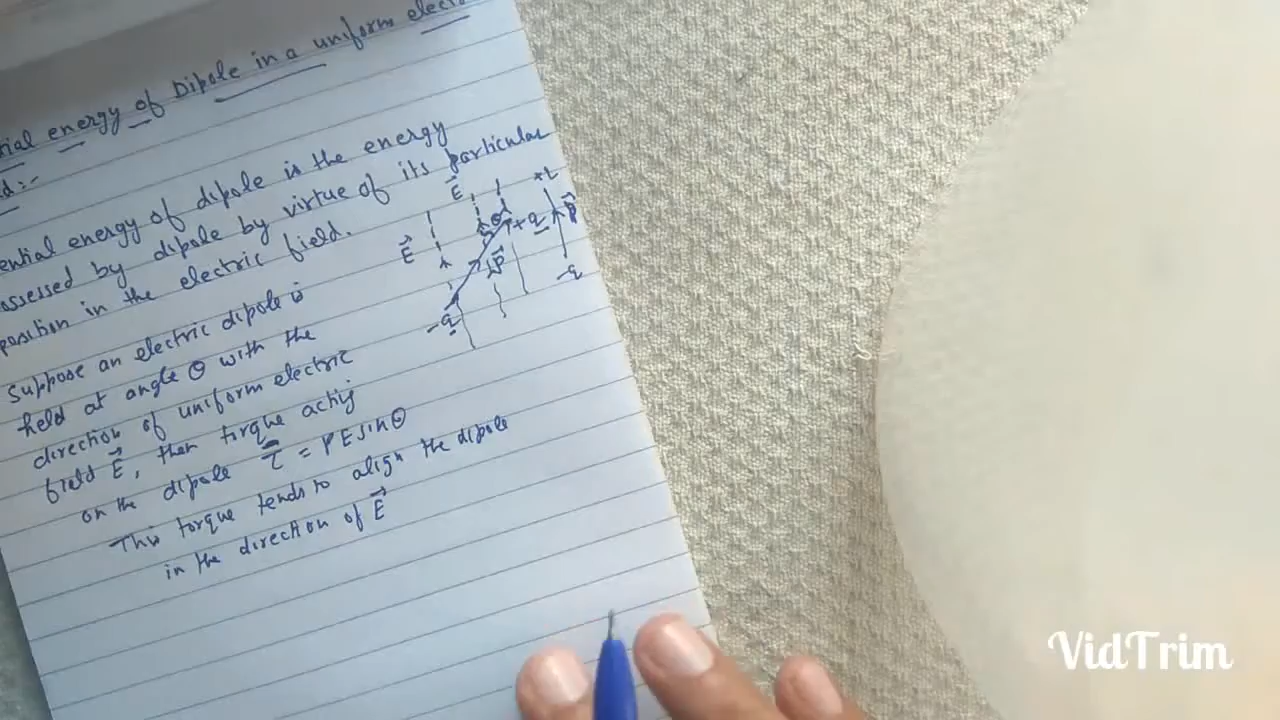 ial energy of Dipole in a uniform elect
d:-
ential energy of dipole is the energy
ossessed by dipole by virtue of its particular
position in the electric field.
E
E
+q
P
-q
+q
P
-q
θ
Suppose an electric dipole is
held at angle θ with the
direction of uniform electric
field E, then torque acting
on the dipole τ = PE sinθ
This torque tends to align the dipole
in the direction of E
VidTrim